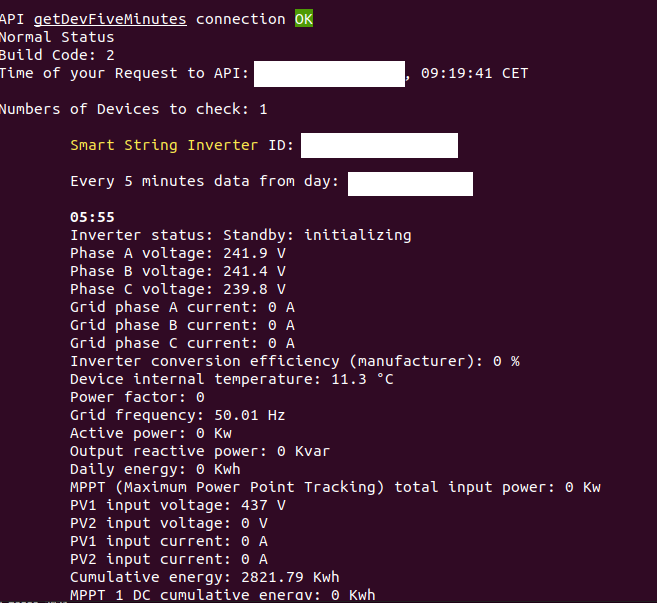 API getDevFiveMinutes connection OK
Normal Status
Build Code: 2
Time of your Request to API: , 09:19:41 CET
Numbers of Devices to check: 1
Smart String Inverter ID:
Every 5 minutes data from day:
05:55
Inverter status: Standby: initializing
Phase A voltage: 241.9 V
Phase B voltage: 241.4 V
Phase C voltage: 239.8 V
Grid phase A current: 0 A
Grid phase B current: 0 A
Grid phase C current: 0 A
Inverter conversion efficiency (manufacturer): 0 %
Device internal temperature: 11.3 °C
Power factor: 0
Grid frequency: 50.01 Hz
Active power: 0 Kw
Output reactive power: 0 Kvar
Daily energy: 0 Kwh
MPPT (Maximum Power Point Tracking) total input power: 0 Kw
PV1 input voltage: 437 V
PV2 input voltage: 0 V
PV1 input current: 0 A
PV2 input current: 0 A
Cumulative energy: 2821.79 Kwh
MPPT 1 DC cumulative energy: 0 Kwh